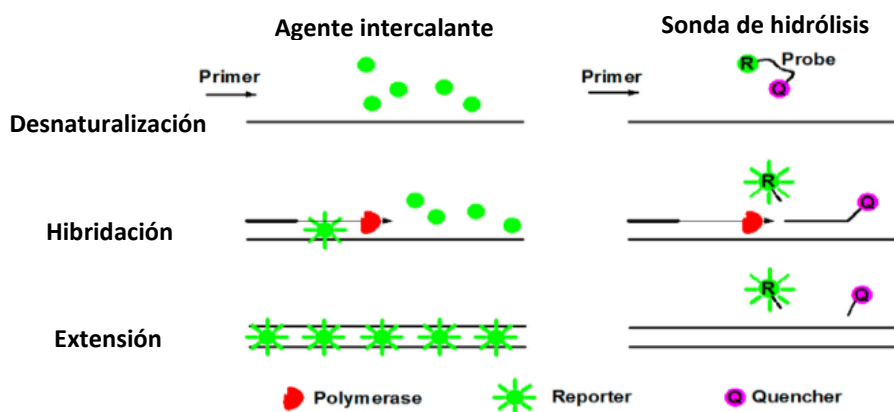 Agente intercalante
Sonda de hidrólisis
Primer
Primer
R
Probe
Q
Desnaturalización
R
Q
Hibridación
R
Q
Extensión
Polymerase
Reporter
Q Quencher